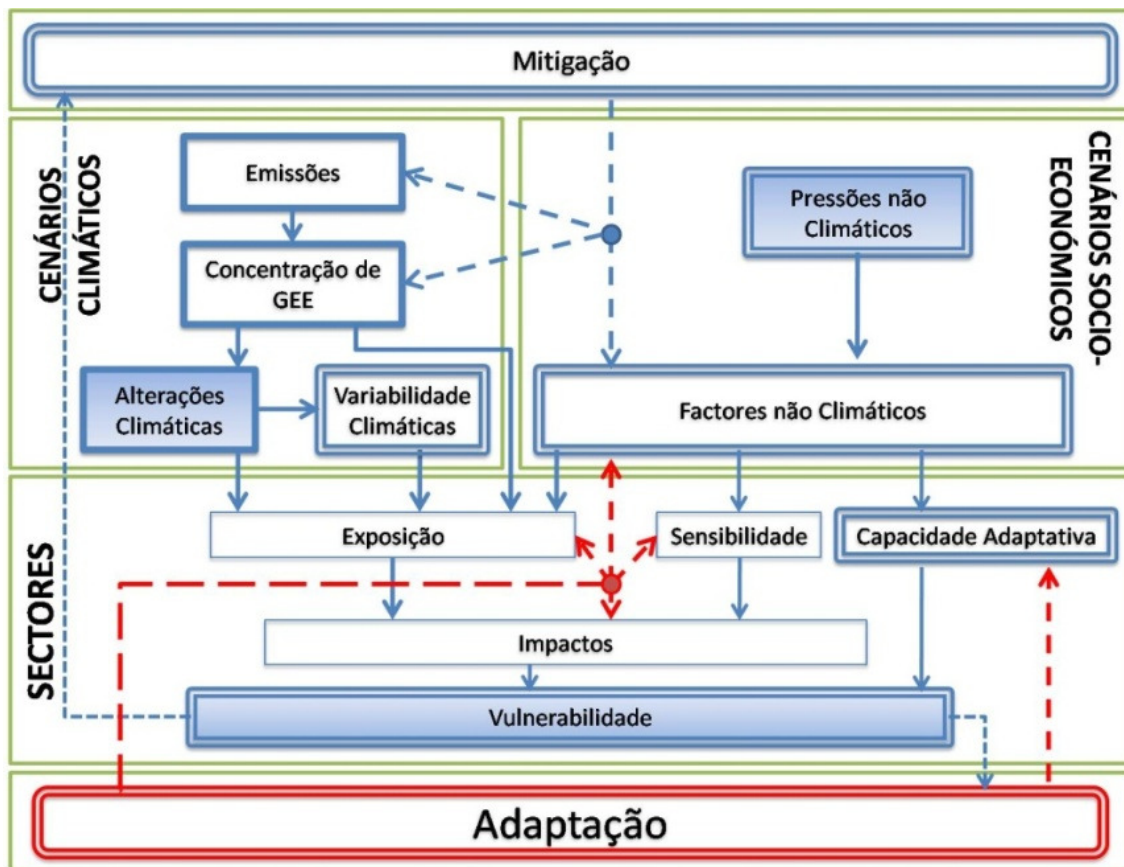 Mitigação
CENÁRIOS
CLIMÁTICOS
Emissões
Concentração de
GEE
Alterações
Climáticas
Variabilidade
Climáticas
CENÁRIOS SOCIO-
ECONÓMICOS
Pressões não
Climáticos
Factores não Climáticos
SECTORES
Exposição
Sensibilidade
Capacidade Adaptativa
Impactos
Vulnerabilidade
Adaptação